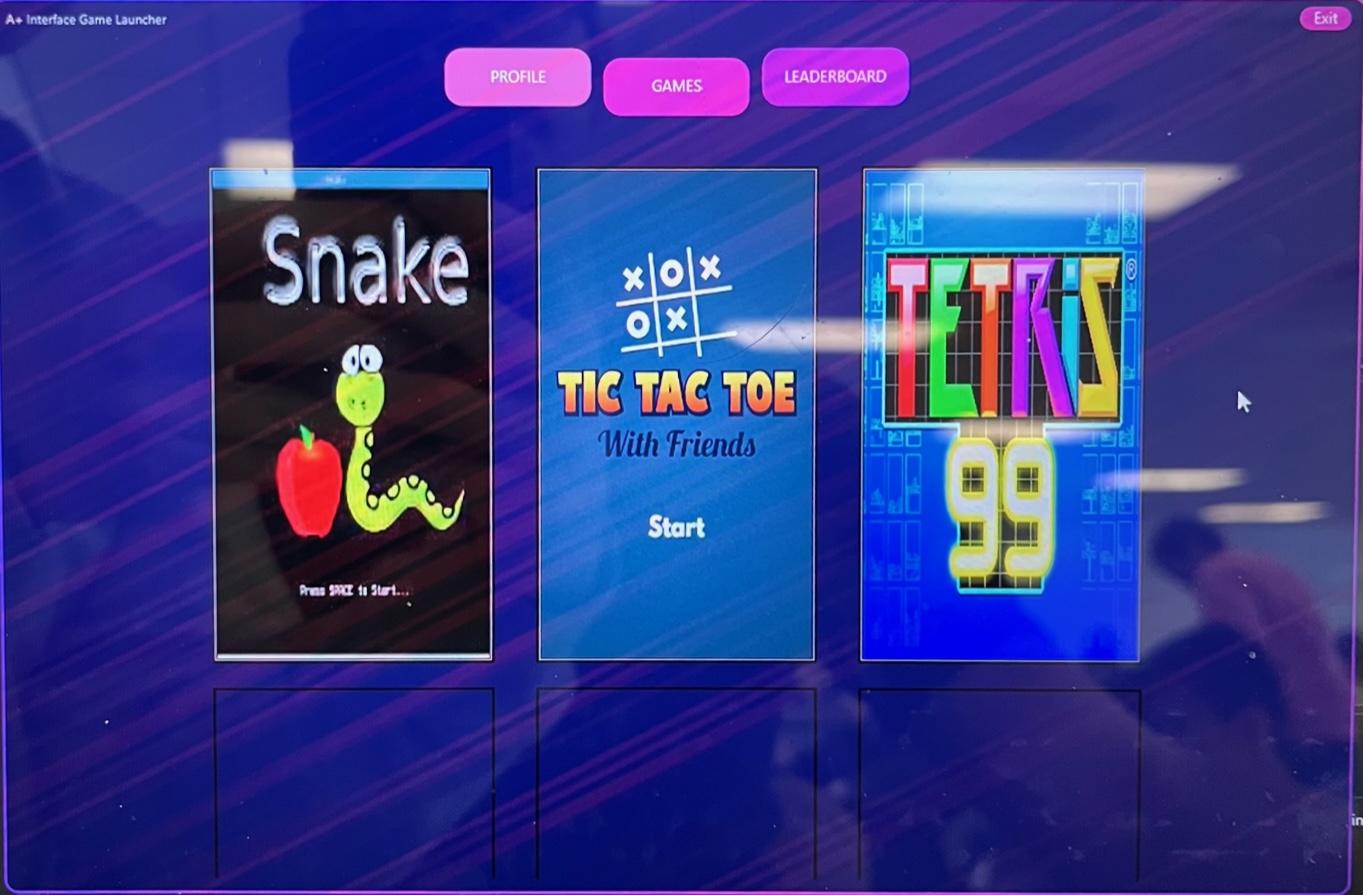 A+ Interface Game Launcher
Exit
PROFILE
GAMES
LEADERBOARD
Snake
Press SPACE to Start...
X O X
O X
TIC TAC TOE
With Friends
Start
TETRiS®
99
in